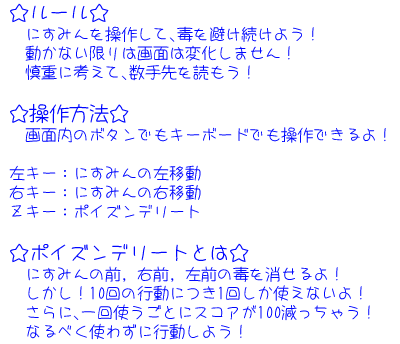 ☆ルール☆
にすみんを操作して、毒を避け続けよう！
動かない限りは画面は変化しません！
慎重に考えて、数手先を読もう！
☆操作方法☆
画面内のボタンでもキーボードでも操作できるよ！
左キー：にすみんの左移動
右キー：にすみんの右移動
Zキー：ポイズンデリート
☆ポイズンデリートとは☆
にすみんの前，右前，左前の毒を消せるよ！
しかし！10回の行動につき1回しか使えないよ！
さらに、一回使うごとにスコアが100減っちゃう！
なるべく使わずに行動しよう！